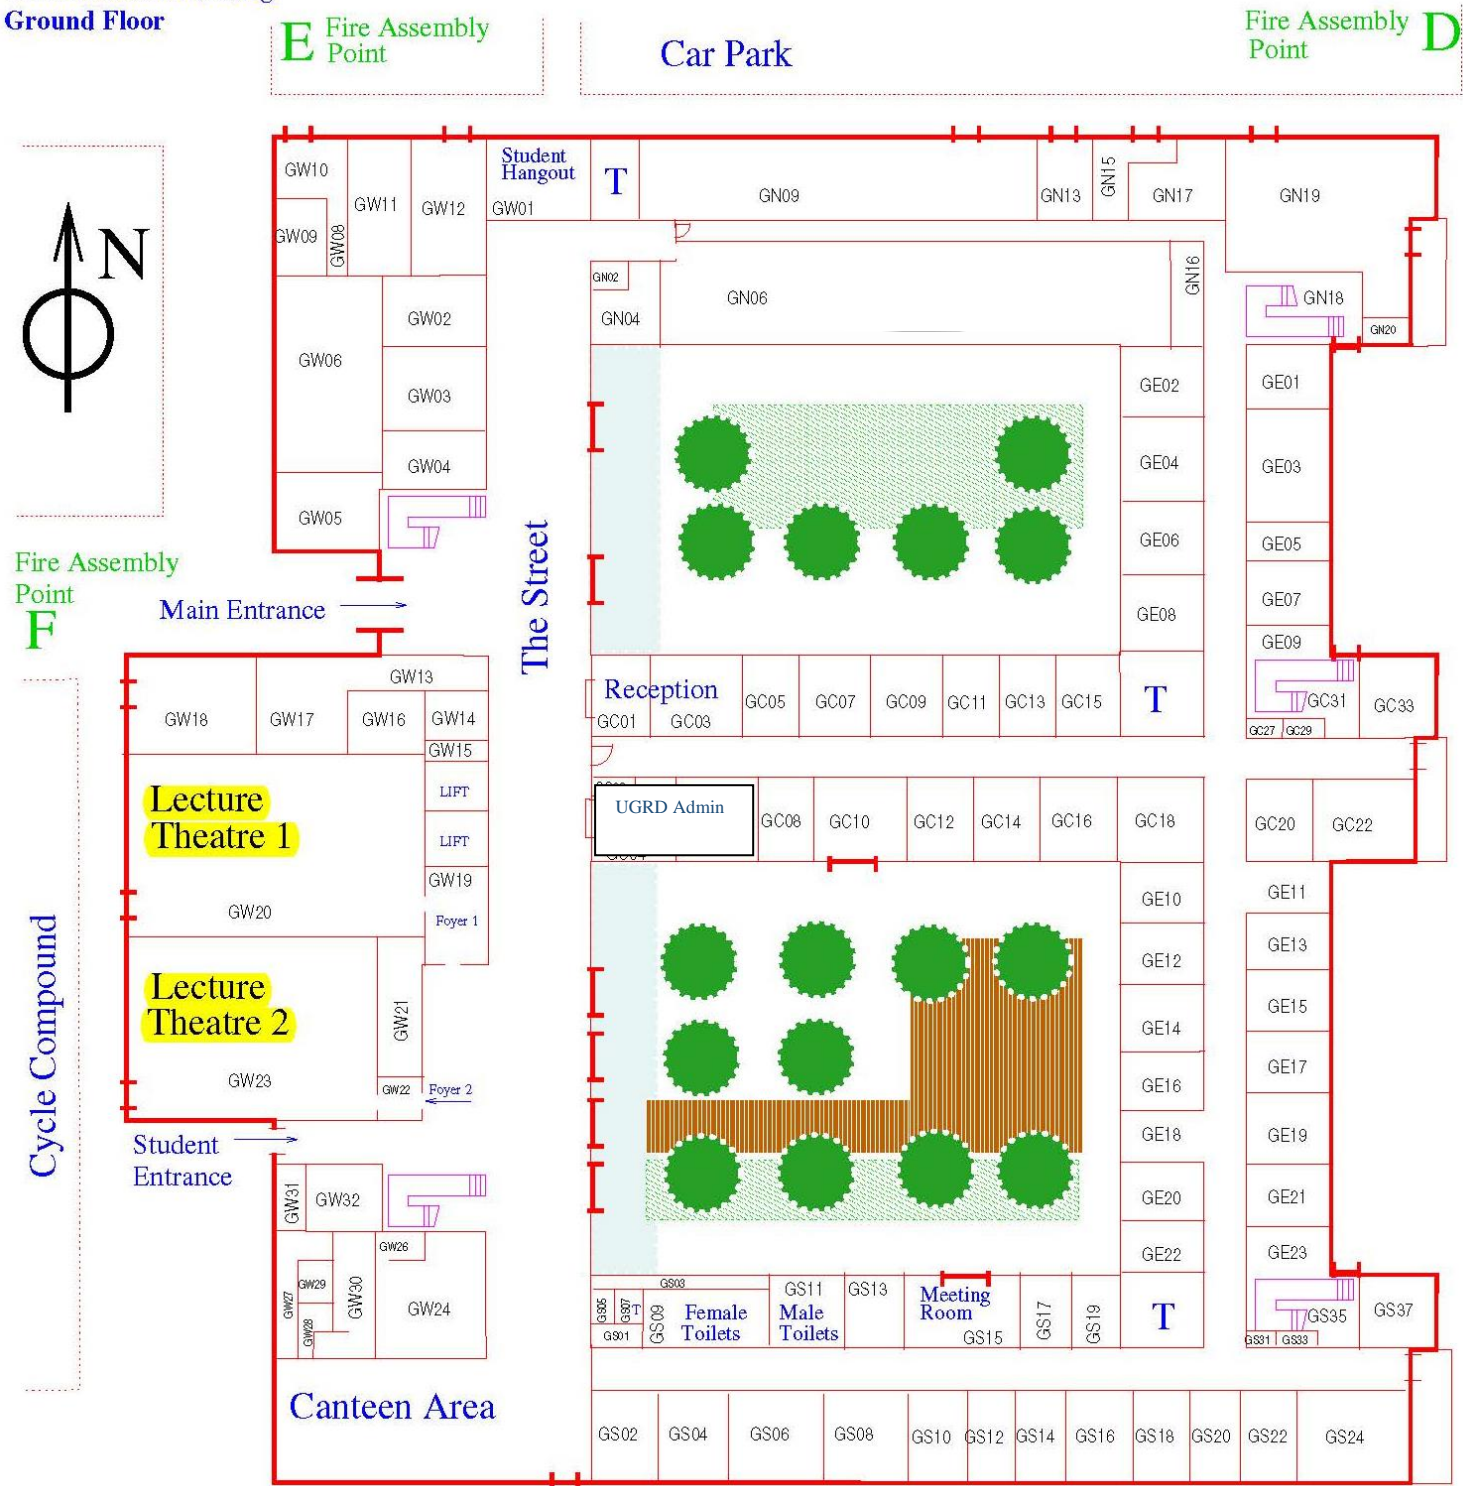 Ground Floor
E Fire Assembly
Point
Car Park
Fire Assembly
Point
D
N
GW10
GW09
GW08
GW11
GW12
Student
Hangout
GW01
T
GN09
GN13
GN15
GN17
GN19
GN02
GN04
GN06
GN16
GN18
GN20
GW02
GW06
GW03
GW04
GW05
GE02
GE01
GE04
GE03
GE06
GE05
GE08
GE07
GE09
The Street
Fire Assembly
Point
F
Main Entrance
GW13
GW18
GW17
GW16
GW14
GW15
Reception
GC01
GC03
GC05
GC07
GC09
GC11
GC13
GC15
T
GC31
GC33
GC27
GC29
Lecture
Theatre 1
LIFT
LIFT
GW19
GW20
Foyer 1
UGRD Admin
GC08
GC10
GC12
GC14
GC16
GC18
GC20
GC22
Cycle Compound
Lecture
Theatre 2
GW21
GW23
GW22
Foyer 2
GE10
GE11
GE12
GE13
GE14
GE15
GE16
GE17
GE18
GE19
GE20
GE21
GE22
GE23
Student
Entrance
GW31
GW32
GW26
GW27
GW29
GW28
GW30
GW24
GS03
GS05
GS07
T
GS01
GS09
Female
Toilets
GS11
Male
Toilets
GS13
Meeting
Room
GS15
GS17
GS19
T
GS35
GS37
GS31
GS33
Canteen Area
GS02
GS04
GS06
GS08
GS10
GS12
GS14
GS16
GS18
GS20
GS22
GS24